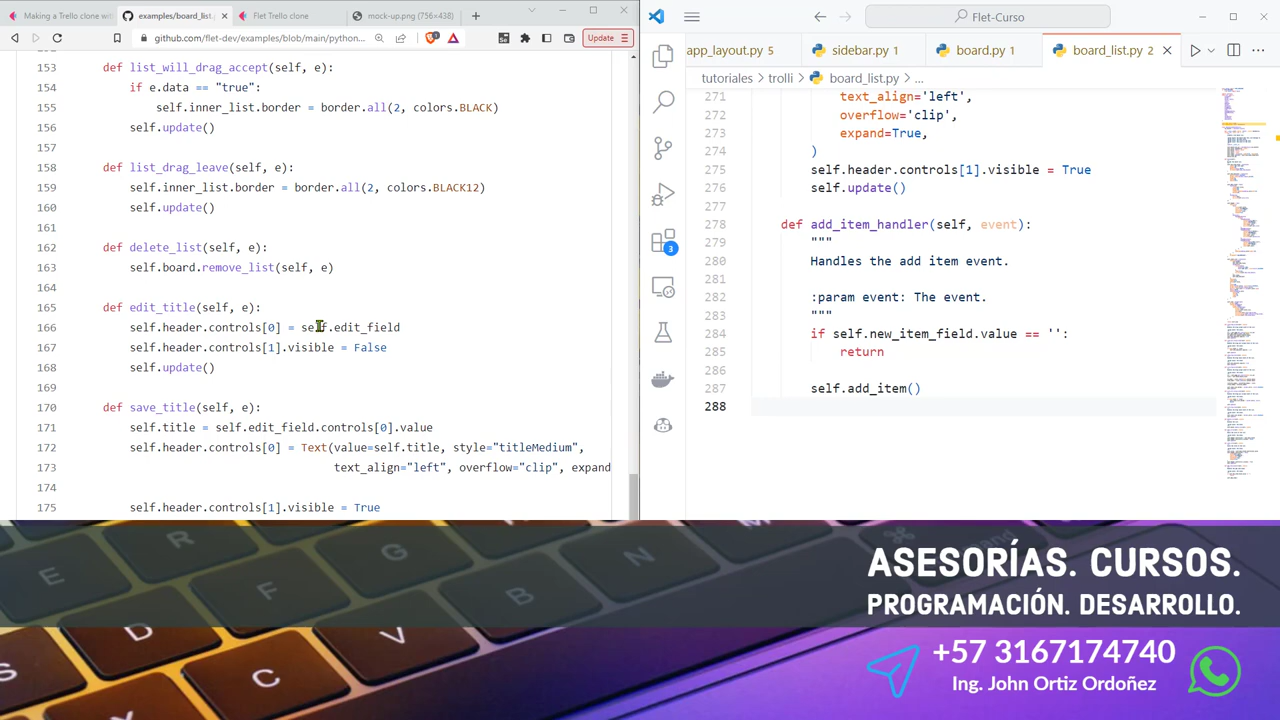 Making a Trello clone wit
examples/board_list.
Flet Trello clone
mock-up.png (756×438)
github.com/flet-dev/examples/blob/main/python...
Update
153 def list_will_drag_accept(self, e):
154 if e.data == "true":
155 self.inner_list.border = border.all(2, colors.BLACK)
156 self.update()
157
158 def list_drag_leave(self, e):
159 self.inner_list.border = border.all(2, colors.BLACK12)
160 self.update()
161
162 def delete_list(self, e):
163 self.board.remove_list(self, e)
164
165 def edit_title(self, e):
166 self.header.controls[0] = self.edit_field
167 self.header.controls[1].visible =
168 self.update()
169
170 def save_title(self, e):
171 self.title = self.edit_field.
172 self.header.controls[0] = Text
173 text_align="left", overflow="clip", expand
174
175 self.header.controls[1].visible = True
Flet-Curso
app_layout.py 5
sidebar.py 1
board.py 1
board_list.py 2
tutoriales > trolli > board_list.py > ...
271 text_align='left'
272 overflow='clip',
273 expand=True,
274 )
275 self.header.controls[1].visible = True
276 self.update()
277
278 def add_item_handler(self, event):
279 """
280 Handles the add item event.
281
282 :param event: The event.
283 """
284 if self.new_item_field.value == '':
285 return
286
287 self.add_item()
288
3
ASESORÍAS. CURSOS.
PROGRAMACIÓN. DESARROLLO.
+57 3167174740
Ing. John Ortiz Ordoñez